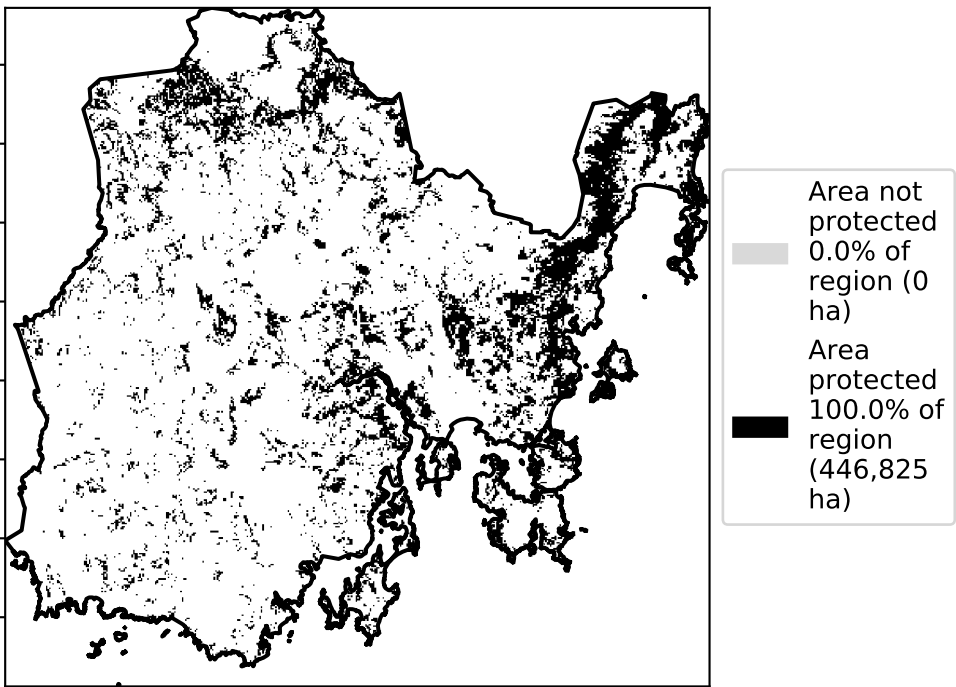 Area not
protected
0.0% of
region (0
ha)
Area
protected
100.0% of
region
(446,825
ha)